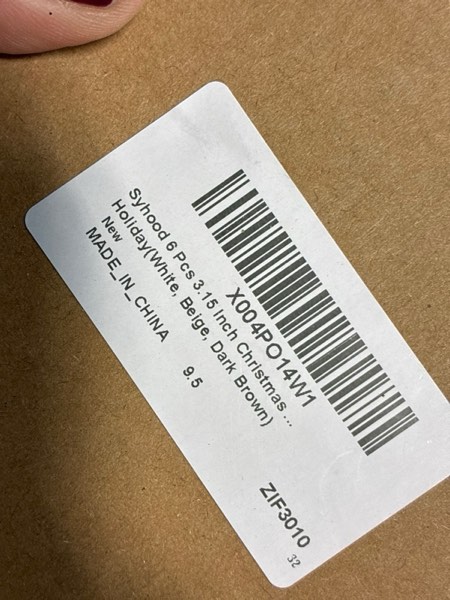 X004PO14W1
Syhood 6 Pcs 3.15 Inch Christmas ...
Holiday(White, Beige, Dark Brown)
New
MADE_IN_CHINA 9.5
ZIF3010
32